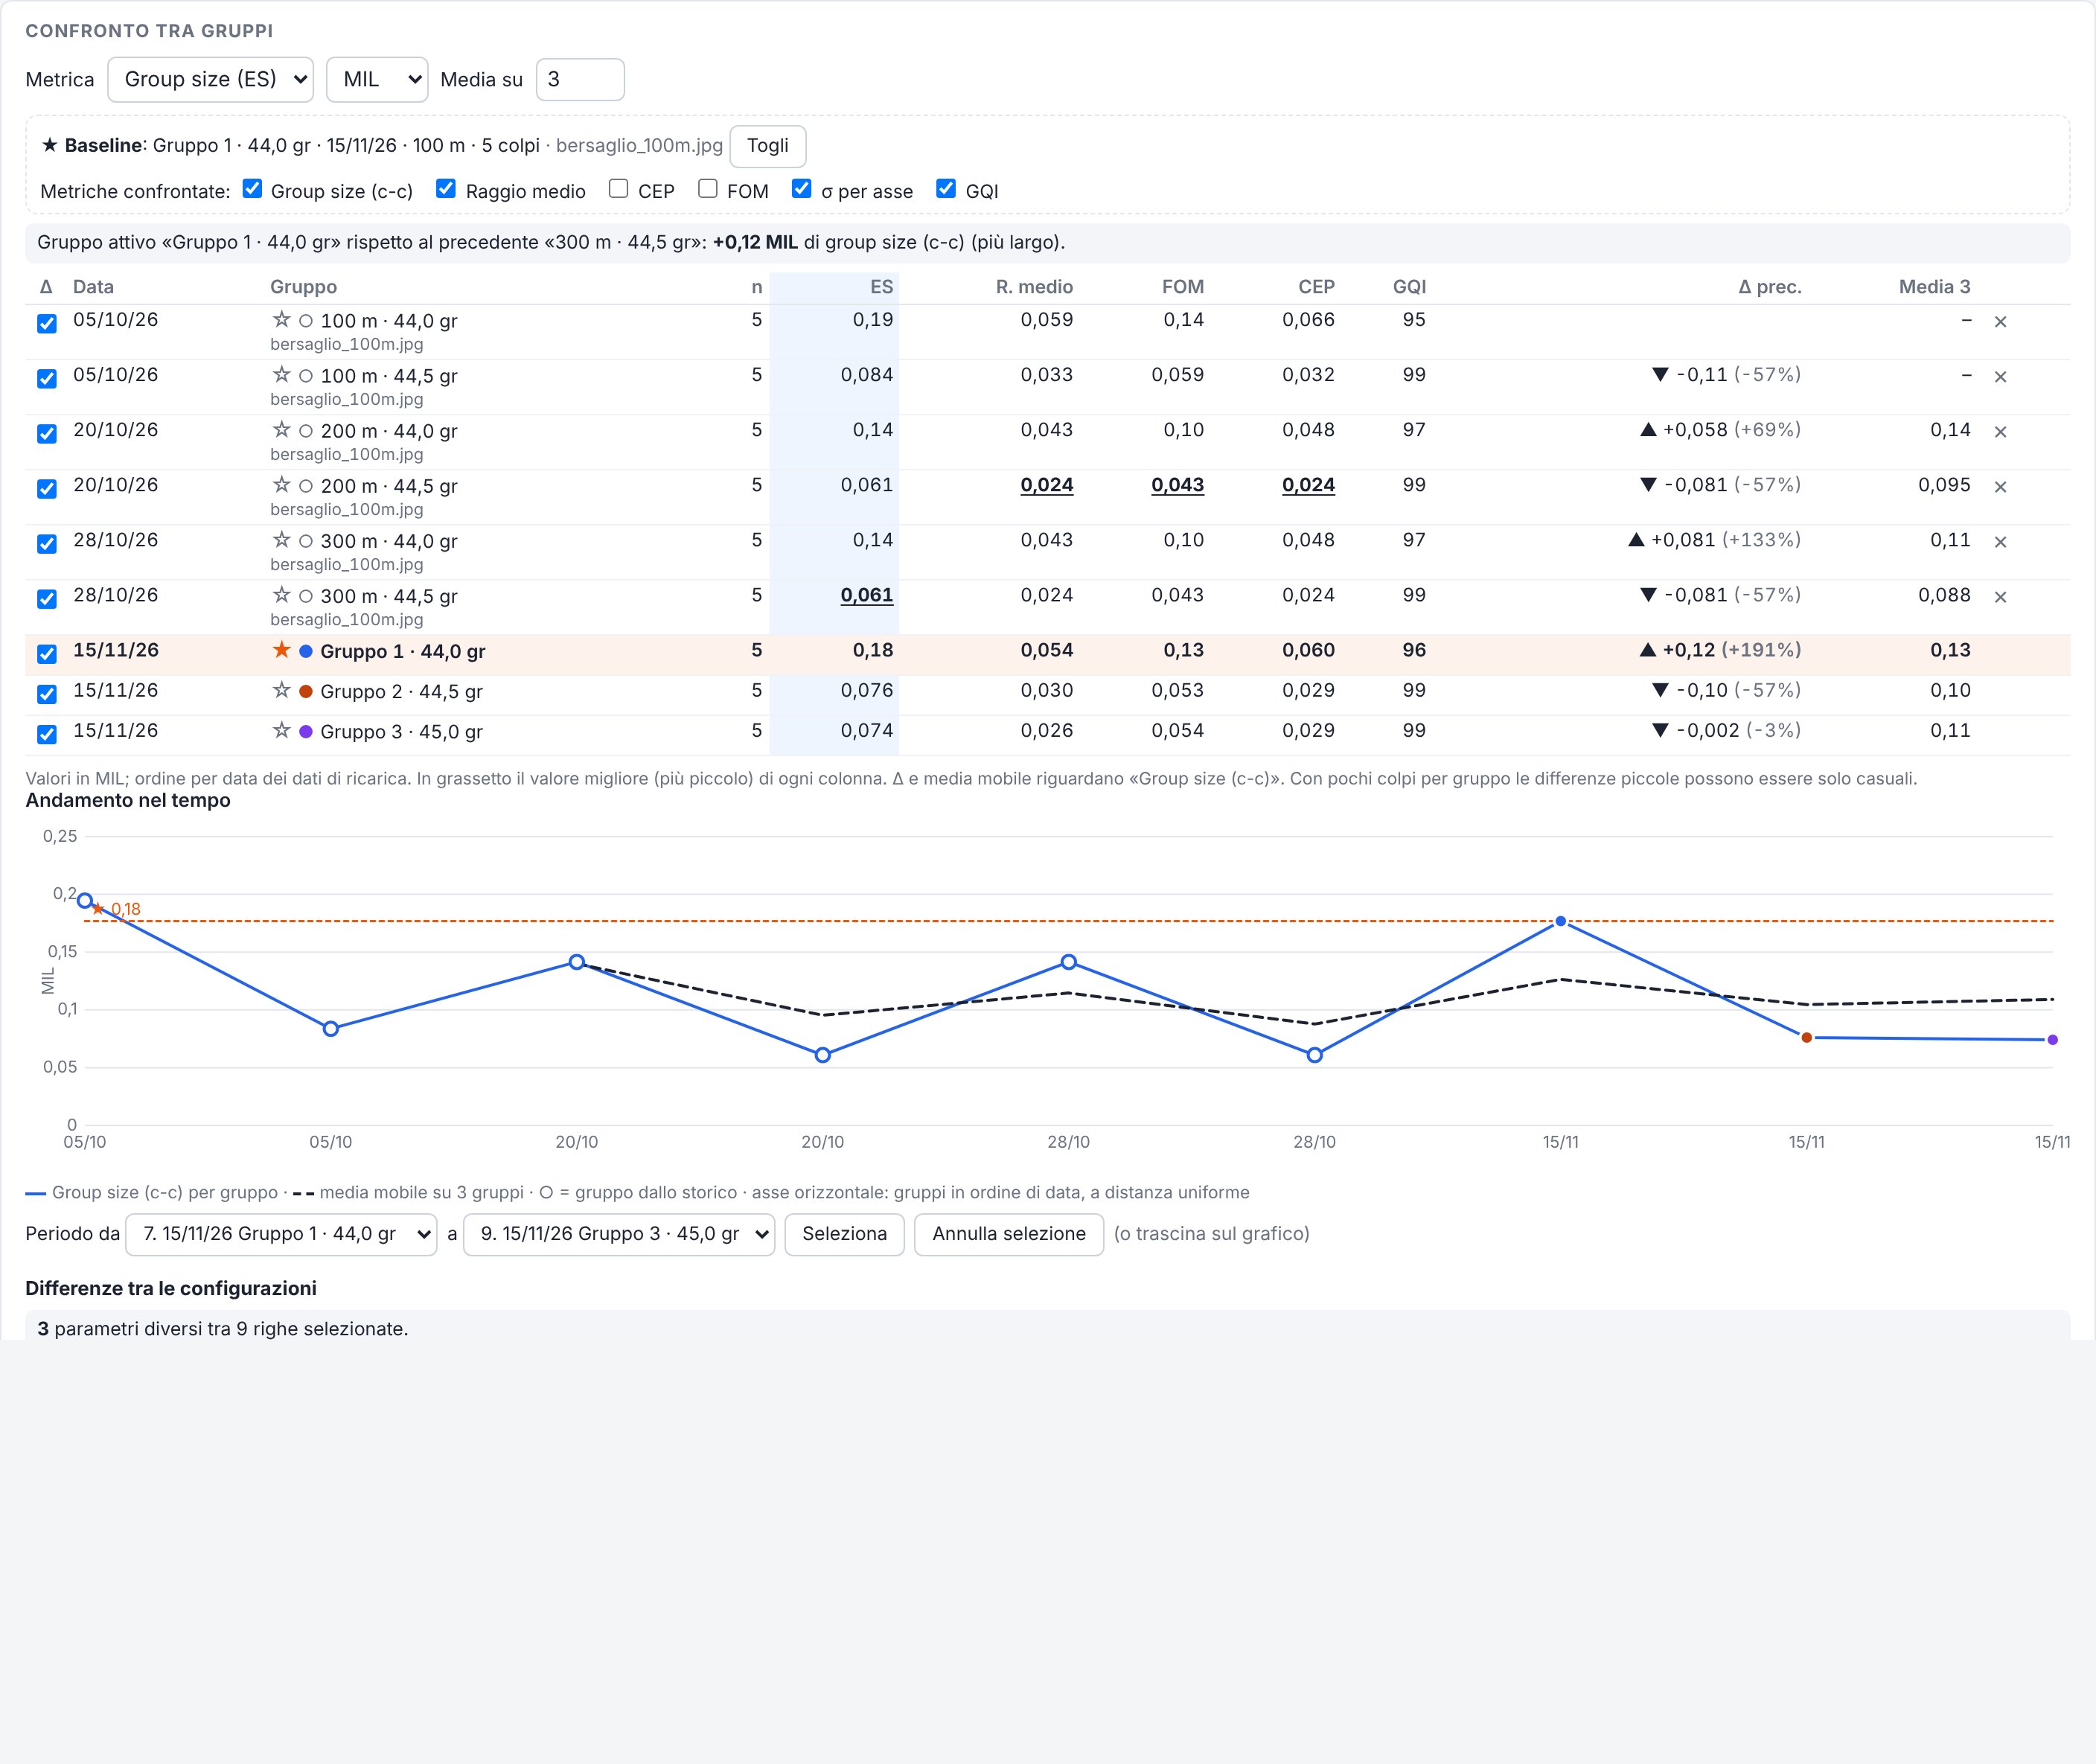 CONFRONTO TRA GRUPPI
Metrica Group size (ES) MIL Media su 3
★ Baseline: Gruppo 1 · 44,0 gr · 15/11/26 · 100 m · 5 colpi · bersaglio_100m.jpg Togli
Metriche confrontate: Group size (c-c) Raggio medio CEP FOM σ per asse GQI
Gruppo attivo «Gruppo 1 · 44,0 gr» rispetto al precedente «300 m · 44,5 gr»: +0,12 MIL di group size (c-c) (più largo).
Δ Data Gruppo n ES R. medio FOM CEP GQI Δ prec. Media 3
05/10/26 ☆ ○ 100 m · 44,0 gr 5 0,19 0,059 0,14 0,066 95 – ×
bersaglio_100m.jpg
05/10/26 ☆ ○ 100 m · 44,5 gr 5 0,084 0,033 0,059 0,032 99 ▼ -0,11 (-57%) – ×
bersaglio_100m.jpg
20/10/26 ☆ ○ 200 m · 44,0 gr 5 0,14 0,043 0,10 0,048 97 ▲ +0,058 (+69%) 0,14 ×
bersaglio_100m.jpg
20/10/26 ☆ ○ 200 m · 44,5 gr 5 0,061 0,024 0,043 0,024 99 ▼ -0,081 (-57%) 0,095 ×
bersaglio_100m.jpg
28/10/26 ☆ ○ 300 m · 44,0 gr 5 0,14 0,043 0,10 0,048 97 ▲ +0,081 (+133%) 0,11 ×
bersaglio_100m.jpg
28/10/26 ☆ ○ 300 m · 44,5 gr 5 0,061 0,024 0,043 0,024 99 ▼ -0,081 (-57%) 0,088 ×
bersaglio_100m.jpg
15/11/26 ★ ● Gruppo 1 · 44,0 gr 5 0,18 0,054 0,13 0,060 96 ▲ +0,12 (+191%) 0,13
15/11/26 ☆ ● Gruppo 2 · 44,5 gr 5 0,076 0,030 0,053 0,029 99 ▼ -0,10 (-57%) 0,10
15/11/26 ☆ ● Gruppo 3 · 45,0 gr 5 0,074 0,026 0,054 0,029 99 ▼ -0,002 (-3%) 0,11
Valori in MIL; ordine per data dei dati di ricarica. In grassetto il valore migliore (più piccolo) di ogni colonna. Δ e media mobile riguardano «Group size (c-c)». Con pochi colpi per gruppo le differenze piccole possono essere solo casuali.
Andamento nel tempo
0,25
0,2
★ 0,18
0,15
MIL
0,1
0,05
0
05/10 05/10 20/10 20/10 28/10 28/10 15/11 15/11 15/11
Group size (c-c) per gruppo · media mobile su 3 gruppi · ○ = gruppo dallo storico · asse orizzontale: gruppi in ordine di data, a distanza uniforme
Periodo da 7. 15/11/26 Gruppo 1 · 44,0 gr a 9. 15/11/26 Gruppo 3 · 45,0 gr Seleziona Annulla selezione (o trascina sul grafico)
Differenze tra le configurazioni
3 parametri diversi tra 9 righe selezionate.